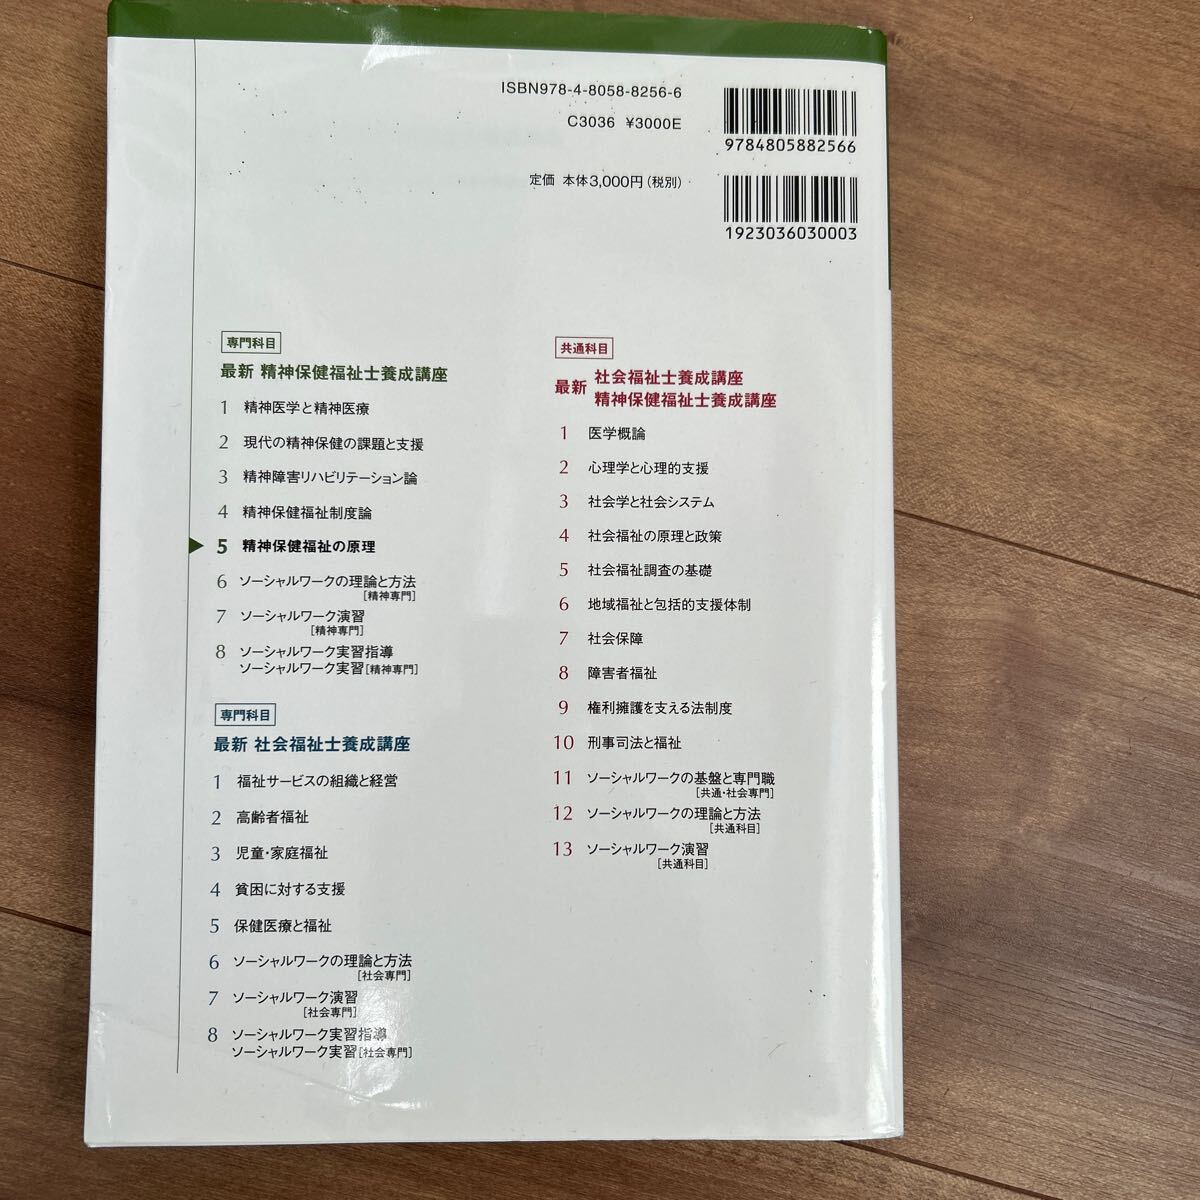 ISBN978-4-8058-8256-6
C3036 ¥3000E
定価 本体3,000円(税別)
9784805882566
1923036030003
専門科目
最新 精神保健福祉士養成講座
1 精神医学と精神医療
2 現代の精神保健の課題と支援
3 精神障害リハビリテーション論
4 精神保健福祉制度論
5 精神保健福祉の原理
6 ソーシャルワークの理論と方法
[精神専門]
7 ソーシャルワーク演習
[精神専門]
8 ソーシャルワーク実習指導
ソーシャルワーク実習[精神専門]
専門科目
最新 社会福祉士養成講座
1 福祉サービスの組織と経営
2 高齢者福祉
3 児童・家庭福祉
4 貧困に対する支援
5 保健医療と福祉
6 ソーシャルワークの理論と方法
[社会専門]
7 ソーシャルワーク演習
[社会専門]
8 ソーシャルワーク実習指導
ソーシャルワーク実習[社会専門]
共通科目
最新 社会福祉士養成講座
精神保健福祉士養成講座
1 医学概論
2 心理学と心理的支援
3 社会学と社会システム
4 社会福祉の原理と政策
5 社会福祉調査の基礎
6 地域福祉と包括的支援体制
7 社会保障
8 障害者福祉
9 権利擁護を支える法制度
10 刑事司法と福祉
11 ソーシャルワークの基盤と専門職
[共通・社会専門]
12 ソーシャルワークの理論と方法
[共通科目]
13 ソーシャルワーク演習
[共通科目]